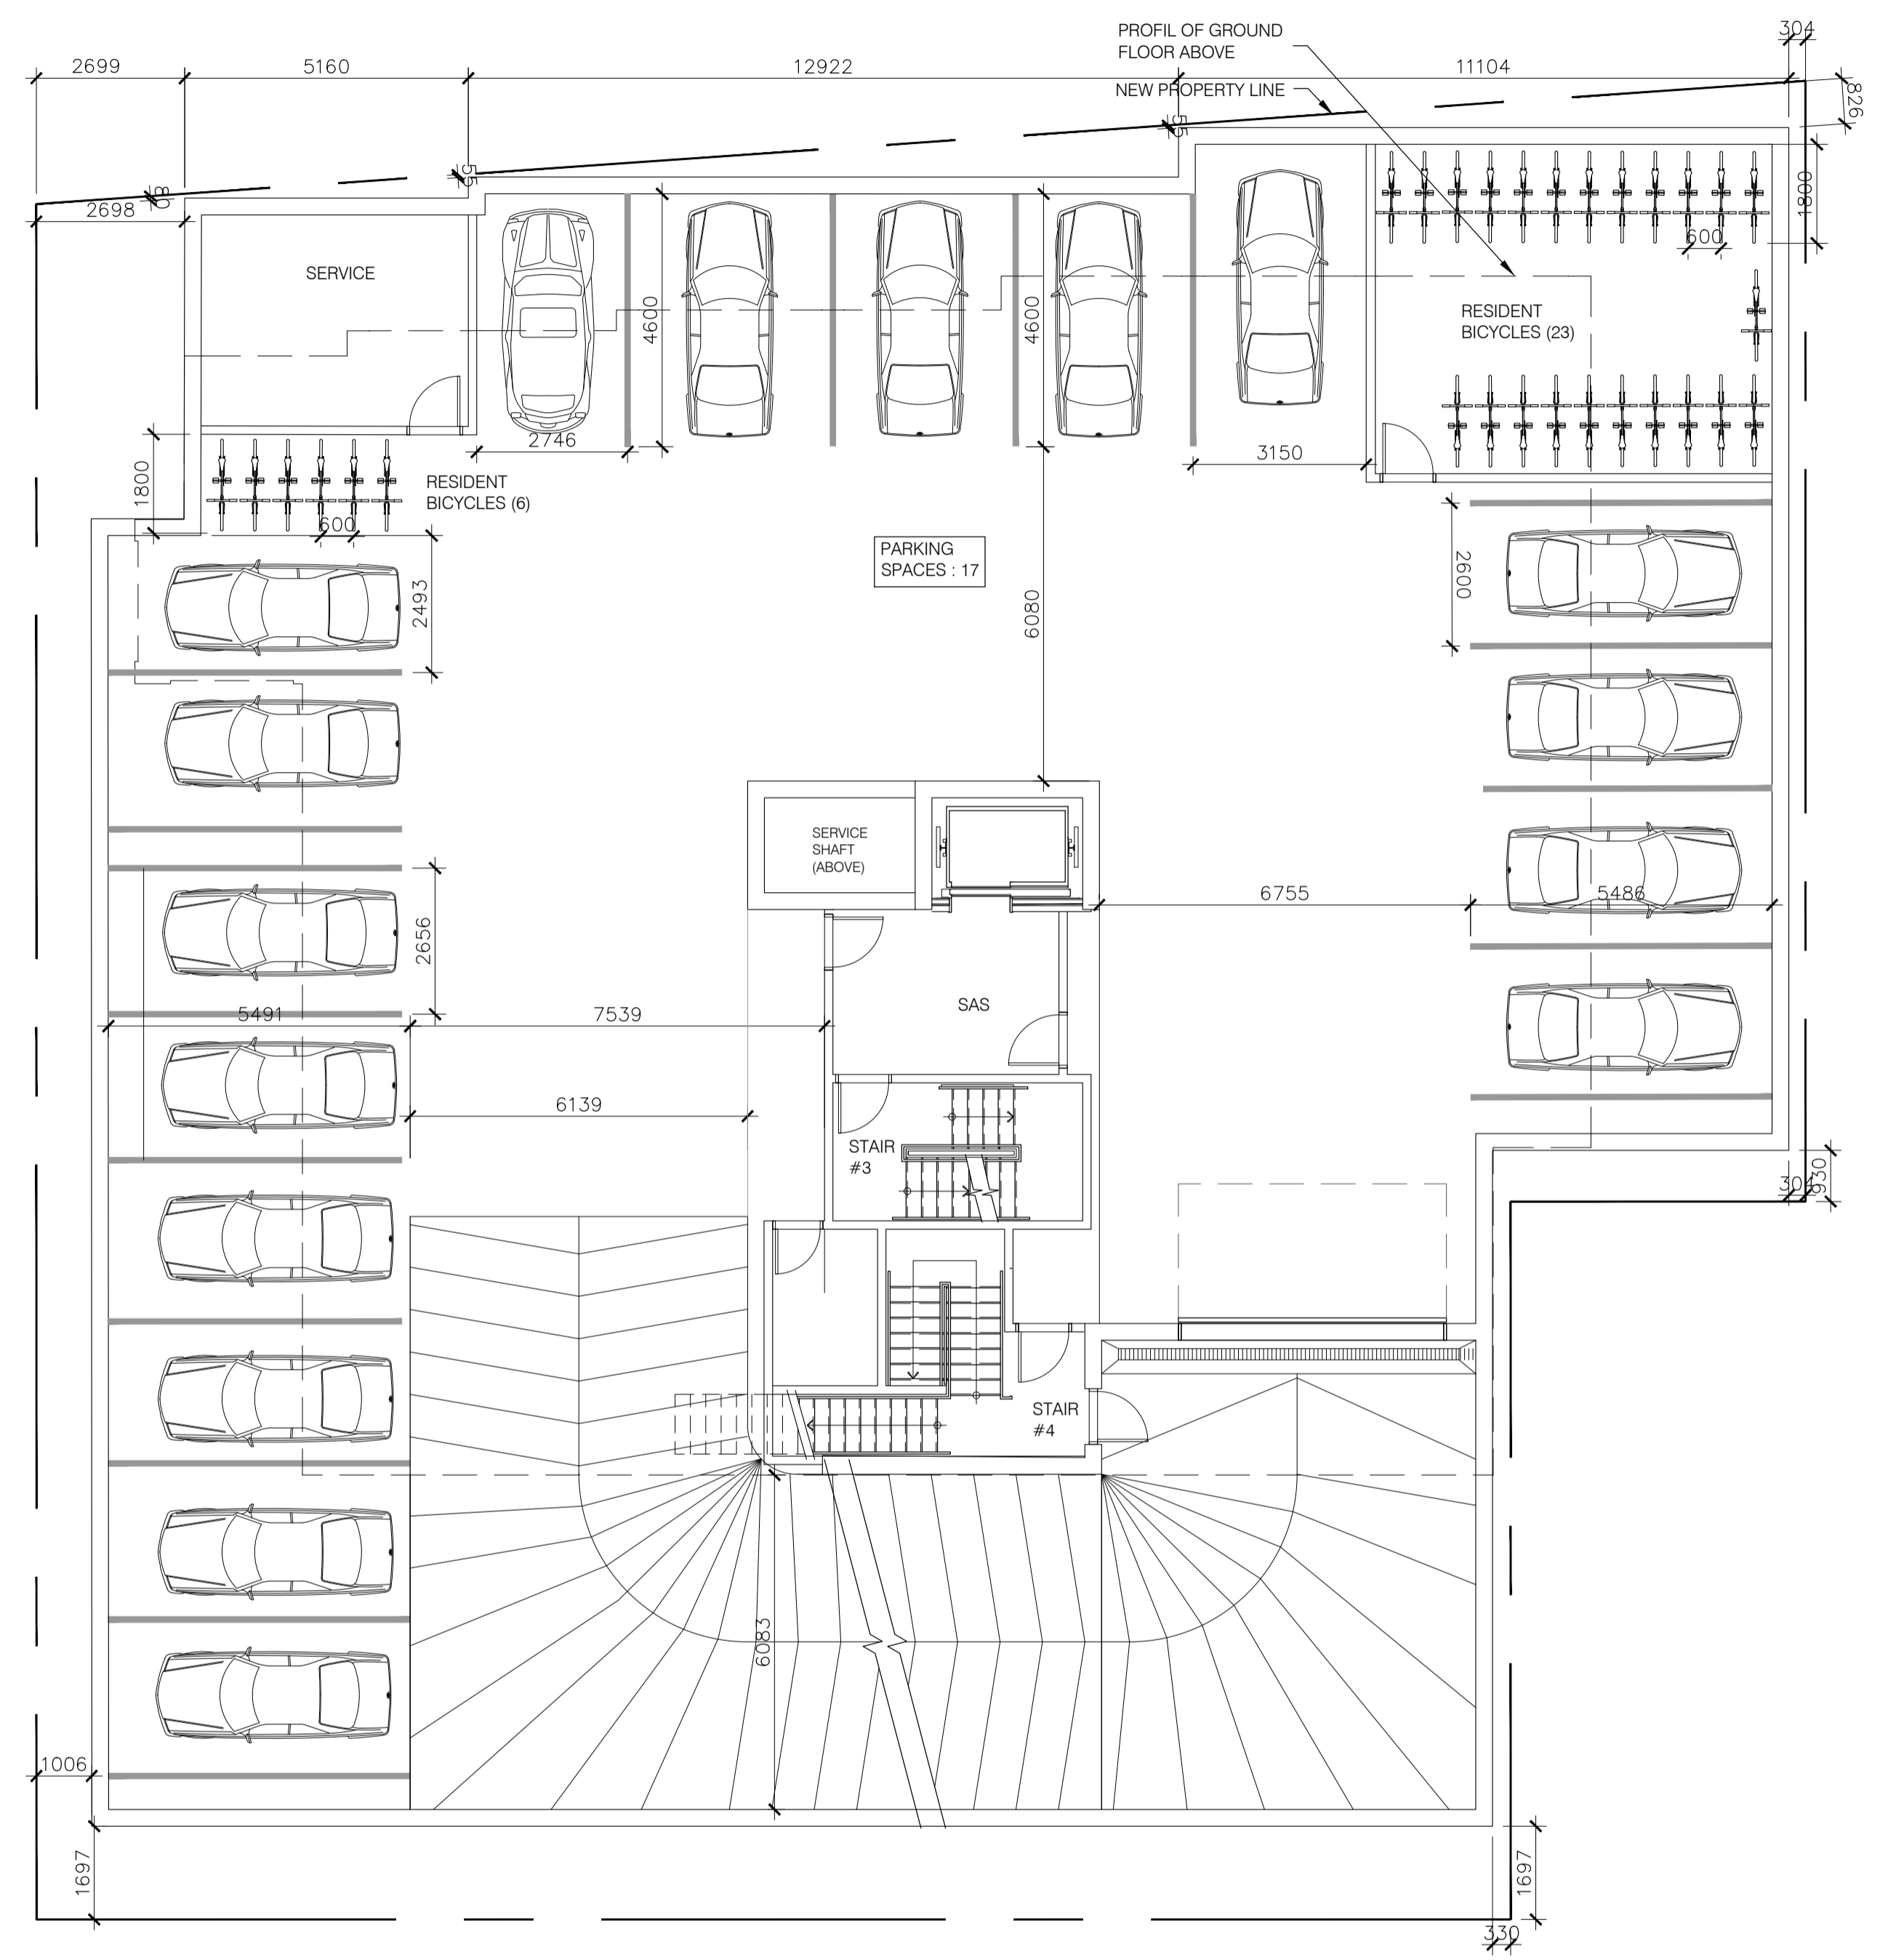 PROFIL OF GROUND
FLOOR ABOVE
304
2699
5160
12922
11104
NEW PROPERTY LINE
826
55
55
80
2698
1800
600
SERVICE
4600
4600
RESIDENT
BICYCLES (23)
2746
3150
1800
RESIDENT
BICYCLES (6)
600
PARKING
SPACES : 17
2493
6080
2600
SERVICE
SHAFT
(ABOVE)
6755
5486
2656
5491
7539
SAS
6139
STAIR
#3
930
304
STAIR
#4
6083
1006
1697
1697
330